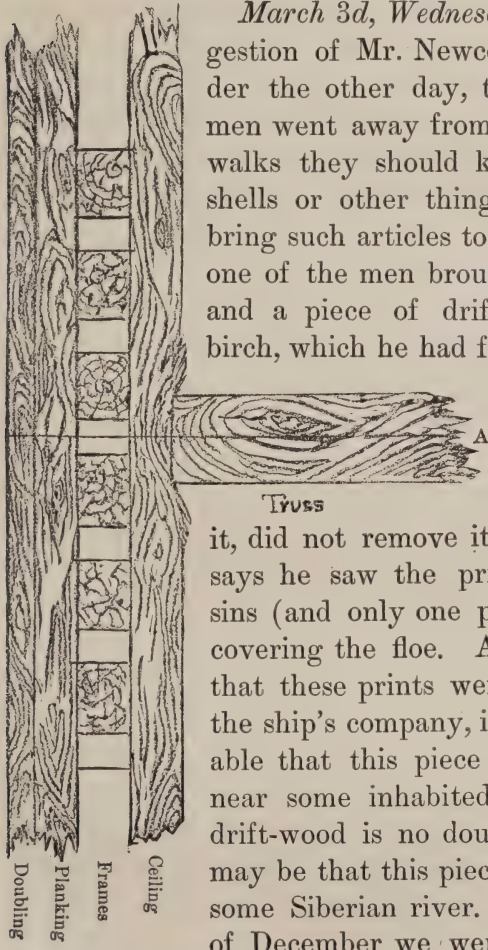 March 3d, Wednes
gestion of Mr. Newc
der the other day, t
men went away from
walks they should k
shells or other thing
bring such articles to
one of the men brou
and a piece of drif
birch, which he had f
A
Truss
it, did not remove it
says he saw the pr
sins (and only one p
covering the floe. A
that these prints we
the ship's company, i
able that this piece
near some inhabited
drift-wood is no dou
may be that this piec
some Siberian river.
of December we we
Doubling
Planking
Frames
Ceiling